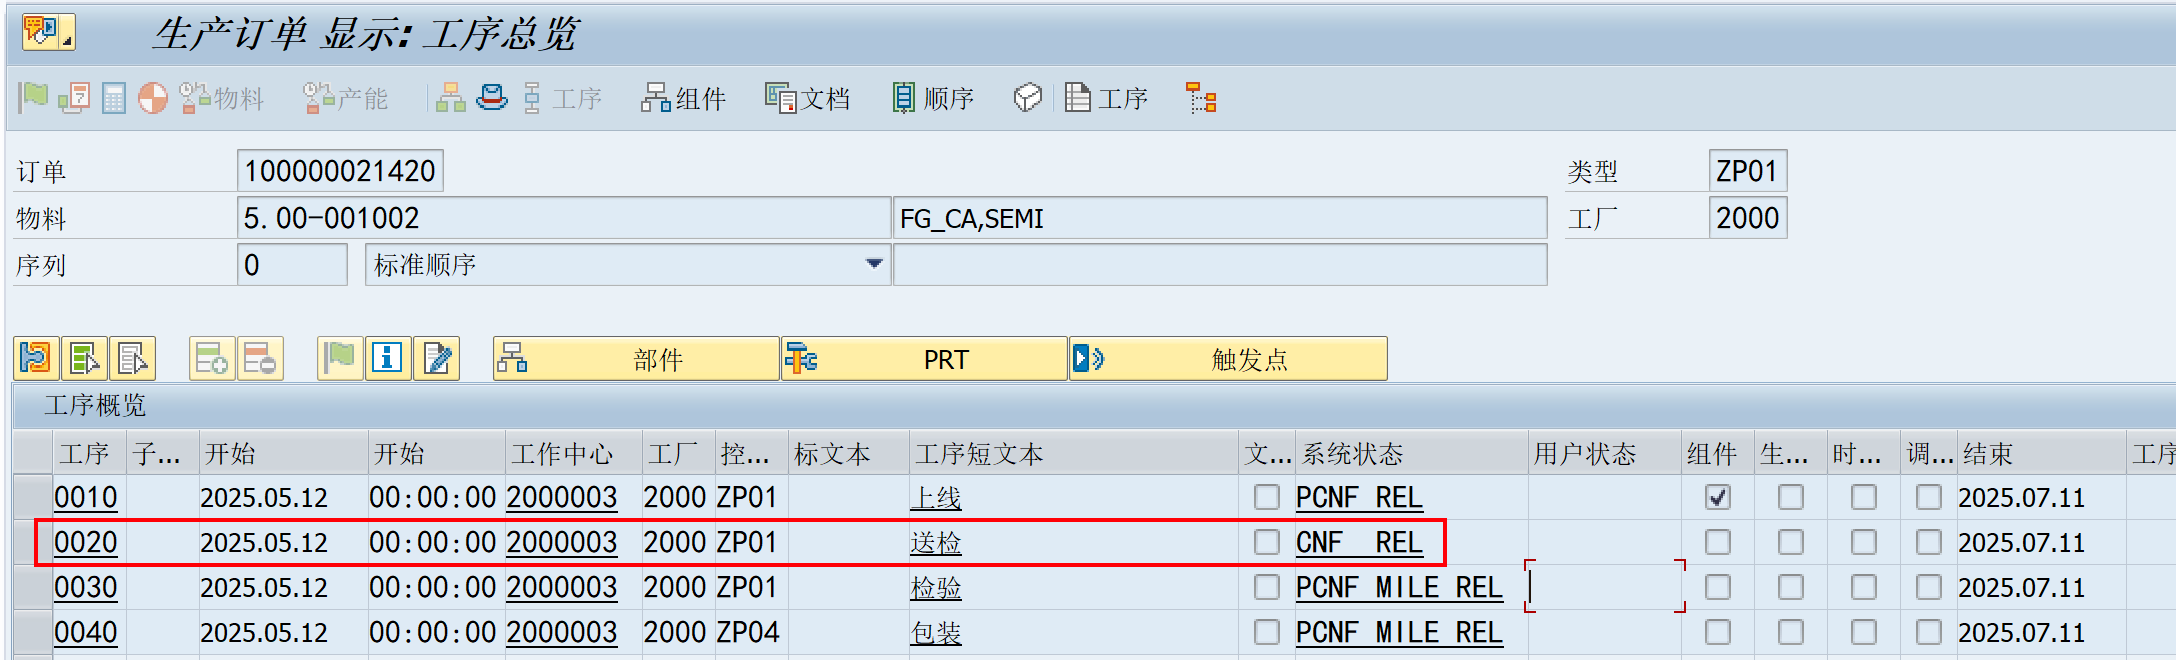 生产订单 显示: 工序总览
物料 产能 工序 组件 文档 顺序 工序
订单 100000021420 类型 ZP01
物料 5.00-001002 FG_CA,SEMI 工厂 2000
序列 0 标准顺序
部件 PRT 触发点
工序概览
工序 子... 开始 开始 工作中心 工厂 控... 标文本 工序短文本 文... 系统状态 用户状态 组件 生... 时... 调... 结束 工序
0010 2025.05.12 00:00:00 2000003 2000 ZP01 上线 PCNF REL 2025.07.11
0020 2025.05.12 00:00:00 2000003 2000 ZP01 送检 CNF REL 2025.07.11
0030 2025.05.12 00:00:00 2000003 2000 ZP01 检验 PCNF MILE REL 2025.07.11
0040 2025.05.12 00:00:00 2000003 2000 ZP04 包装 PCNF MILE REL 2025.07.11